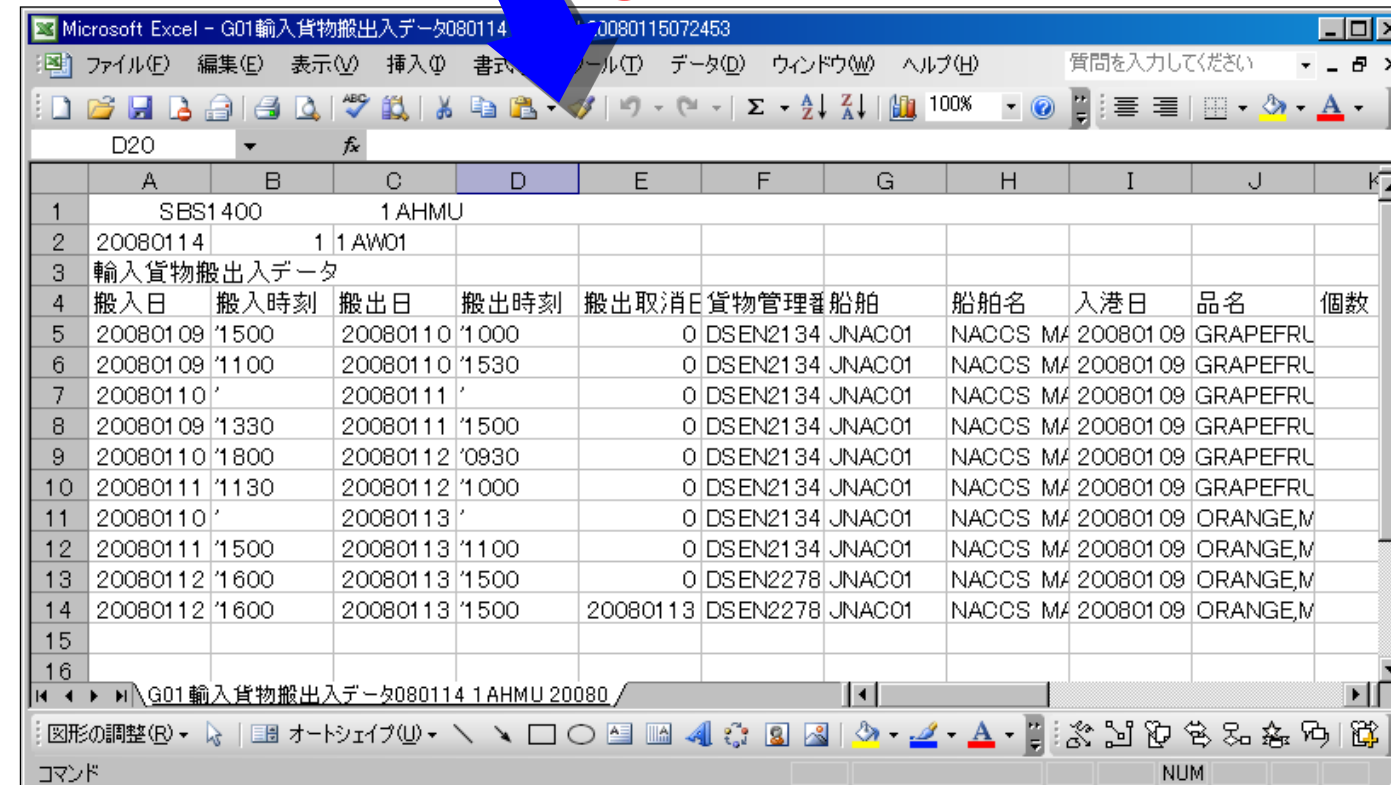 Microsoft Excel - G01輸入貨物搬出入データ080114 20080115072453
ファイル(F) 編集(E) 表示(V) 挿入(I) 書式 ール(T) データ(D) ウィンドウ(W) ヘルプ(H) 質問を入力してください
100%
D20 fx
A B C D E F G H I J K
1 SBS1400 1AHMU
2 20080114 1 1AW01
3 輸入貨物搬出入データ
4 搬入日 搬入時刻 搬出日 搬出時刻 搬出取消日 貨物管理番 船舶 船舶名 入港日 品名 個数
5 20080109 '1500 20080110 '1000 0 DSEN2134 JNAC01 NACCS MA 20080109 GRAPEFRU
6 20080109 '1100 20080110 '1530 0 DSEN2134 JNAC01 NACCS MA 20080109 GRAPEFRU
7 20080110 ' 20080111 ' 0 DSEN2134 JNAC01 NACCS MA 20080109 GRAPEFRU
8 20080109 '1330 20080111 '1500 0 DSEN2134 JNAC01 NACCS MA 20080109 GRAPEFRU
9 20080110 '1800 20080112 '0930 0 DSEN2134 JNAC01 NACCS MA 20080109 GRAPEFRU
10 20080111 '1130 20080112 '1000 0 DSEN2134 JNAC01 NACCS MA 20080109 GRAPEFRU
11 20080110 ' 20080113 ' 0 DSEN2134 JNAC01 NACCS MA 20080109 ORANGE,M
12 20080111 '1500 20080113 '1100 0 DSEN2134 JNAC01 NACCS MA 20080109 ORANGE,M
13 20080112 '1600 20080113 '1500 0 DSEN2278 JNAC01 NACCS MA 20080109 ORANGE,M
14 20080112 '1600 20080113 '1500 20080113 DSEN2278 JNAC01 NACCS MA 20080109 ORANGE,M
15
16
G01輸入貨物搬出入データ080114 1AHMU 20080
図形の調整(R) オートシェイプ(U)
コマンド NUM